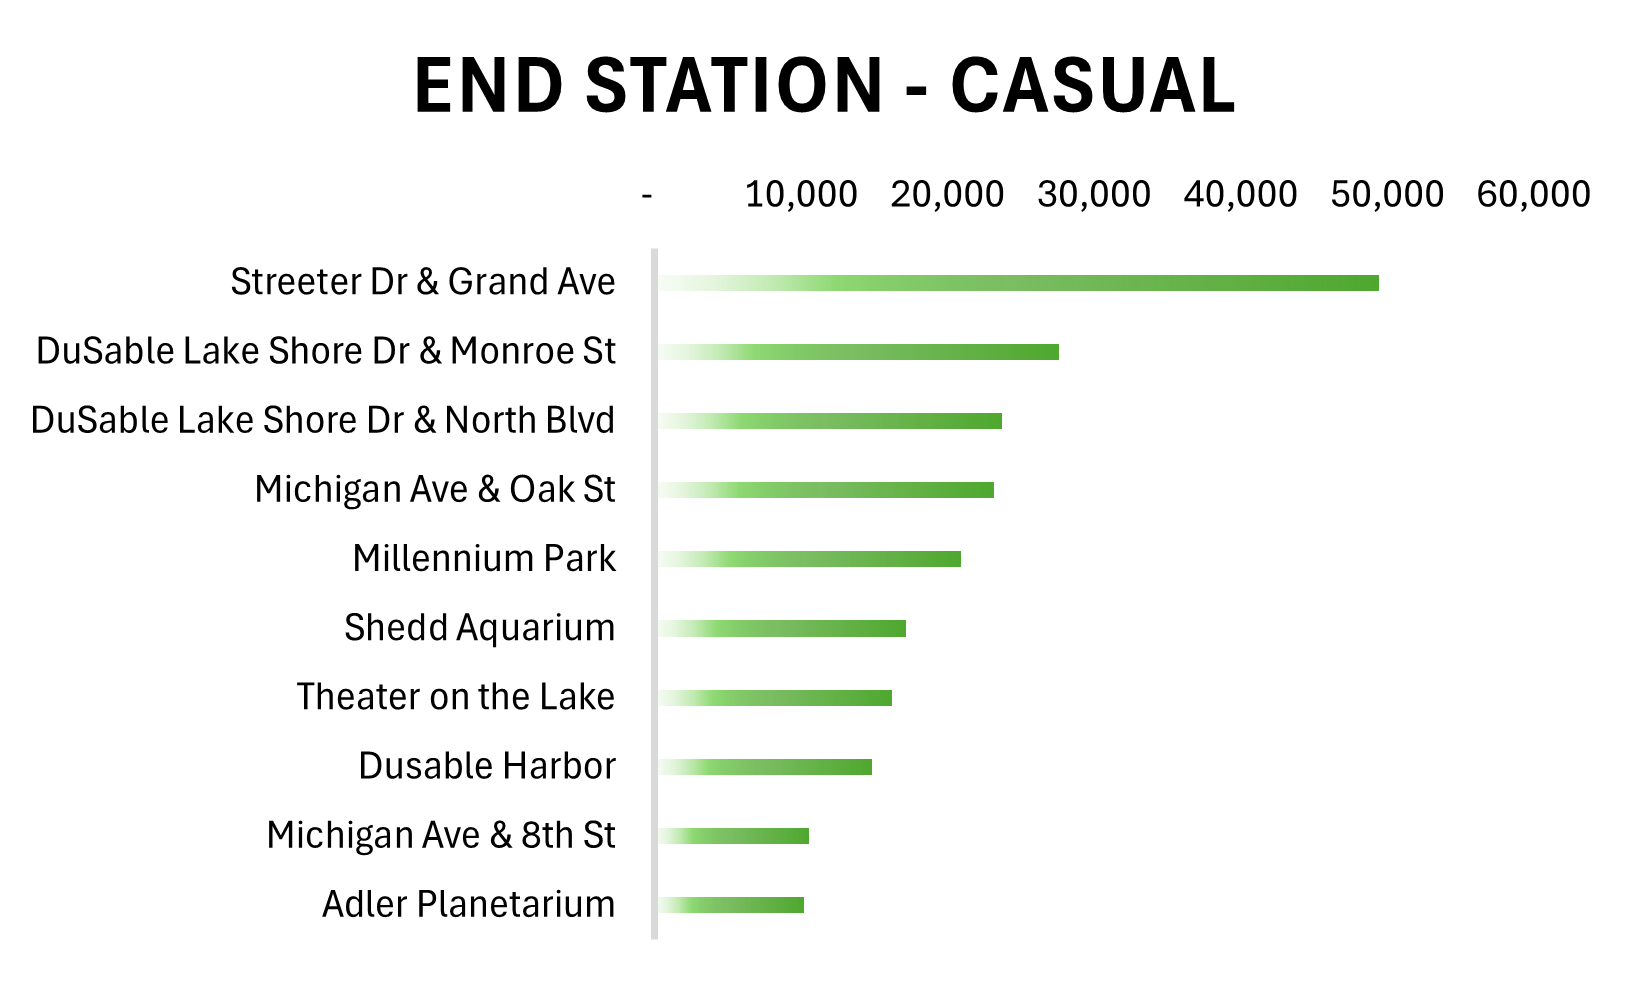 END STATION - CASUAL
- 10,000 20,000 30,000 40,000 50,000 60,000
Streeter Dr & Grand Ave
DuSable Lake Shore Dr & Monroe St
DuSable Lake Shore Dr & North Blvd
Michigan Ave & Oak St
Millennium Park
Shedd Aquarium
Theater on the Lake
Dusable Harbor
Michigan Ave & 8th St
Adler Planetarium